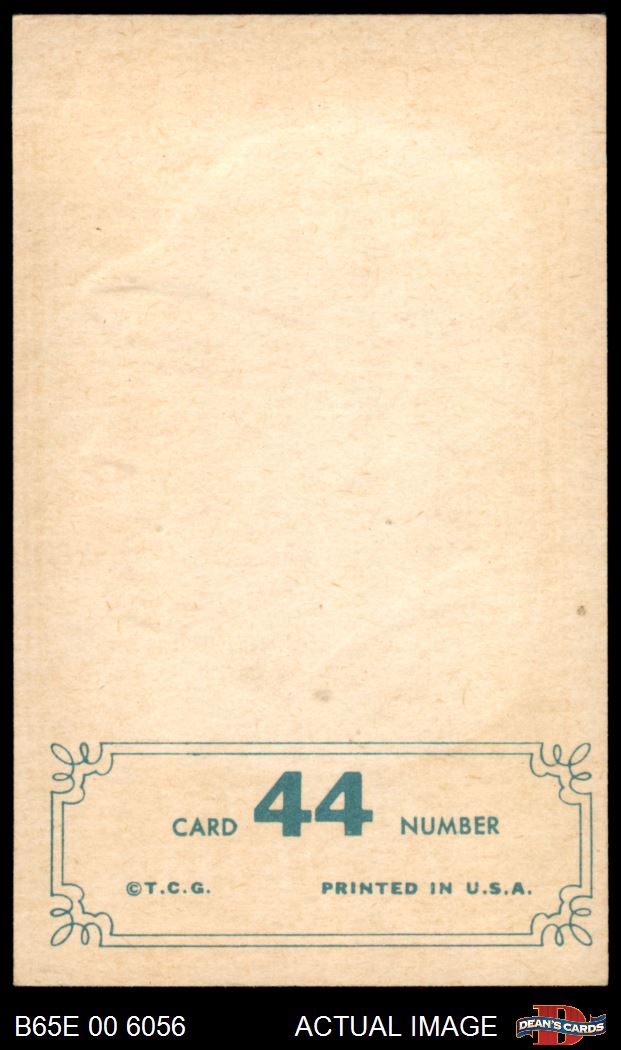 CARD 44 NUMBER
©T.C.G. PRINTED IN U.S.A.
B65E 00 6056 ACTUAL IMAGE DEAN'S CARDS